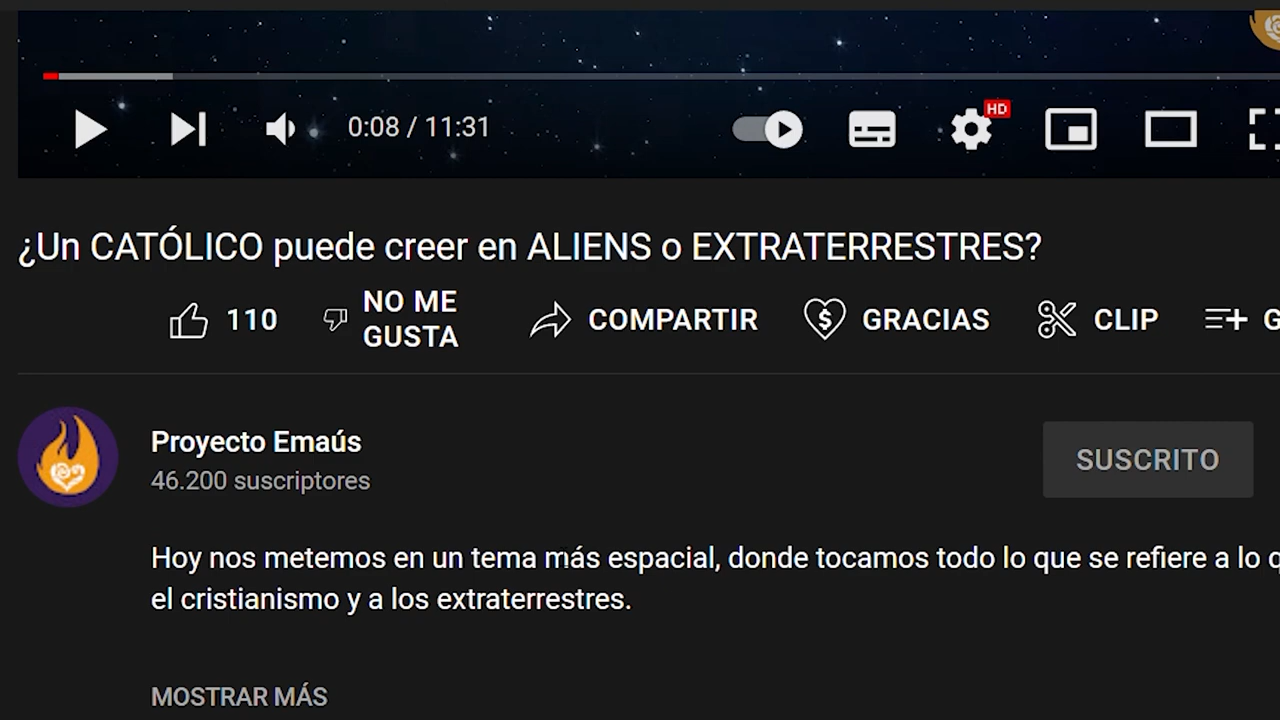 0:08 / 11:31
HD
¿Un CATÓLICO puede creer en ALIENS o EXTRATERRESTRES?
110
NO ME
GUSTA
COMPARTIR
GRACIAS
CLIP
Proyecto Emaús
46.200 suscriptores
SUSCRITO
Hoy nos metemos en un tema más espacial, donde tocamos todo lo que se refiere a lo
el cristianismo y a los extraterrestres.
MOSTRAR MÁS